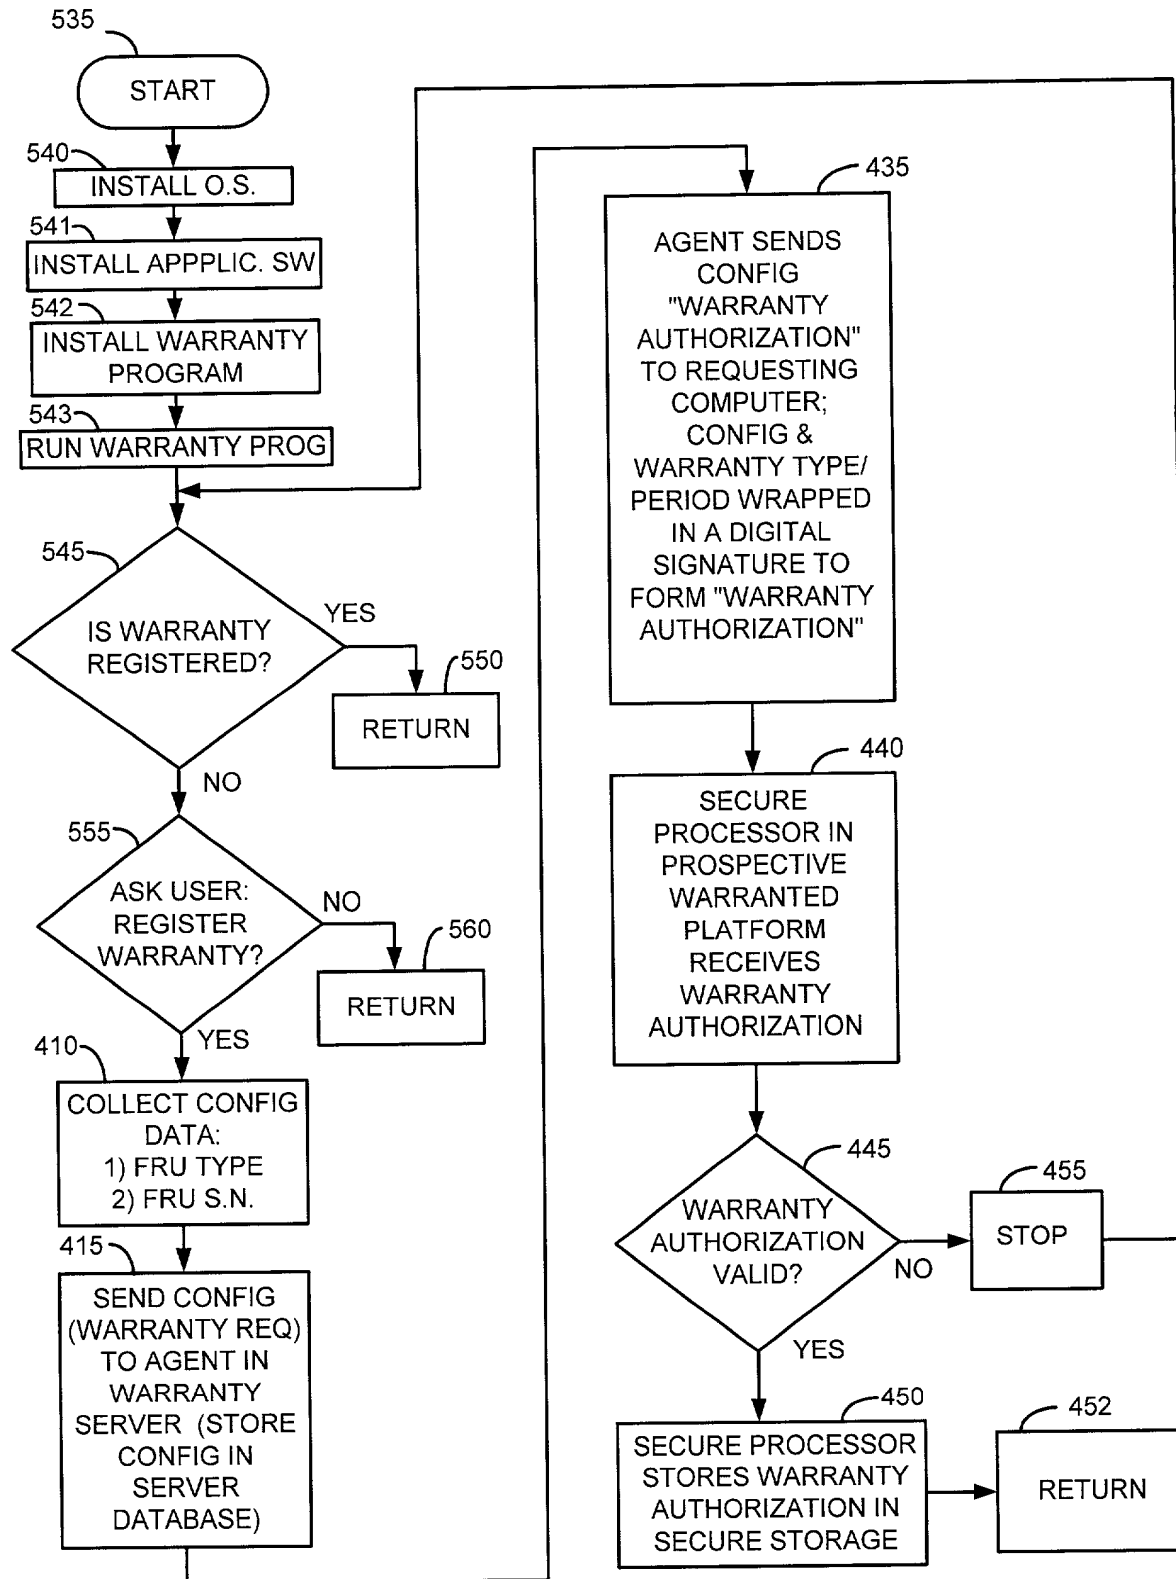 535
START
540
INSTALL O.S.
541
INSTALL APPPLIC. SW
542
INSTALL WARRANTY
PROGRAM
543
RUN WARRANTY PROG
545
IS WARRANTY
REGISTERED?
YES
550
RETURN
NO
555
ASK USER:
REGISTER
WARRANTY?
NO
560
RETURN
YES
410
COLLECT CONFIG
DATA:
1) FRU TYPE
2) FRU S.N.
415
SEND CONFIG
(WARRANTY REQ)
TO AGENT IN
WARRANTY
SERVER (STORE
CONFIG IN
SERVER
DATABASE)
435
AGENT SENDS
CONFIG
"WARRANTY
AUTHORIZATION"
TO REQUESTING
COMPUTER;
CONFIG &
WARRANTY TYPE/
PERIOD WRAPPED
IN A DIGITAL
SIGNATURE TO
FORM "WARRANTY
AUTHORIZATION"
440
SECURE
PROCESSOR IN
PROSPECTIVE
WARRANTED
PLATFORM
RECEIVES
WARRANTY
AUTHORIZATION
445
WARRANTY
AUTHORIZATION
VALID?
NO
455
STOP
YES
450
SECURE PROCESSOR
STORES WARRANTY
AUTHORIZATION IN
SECURE STORAGE
452
RETURN